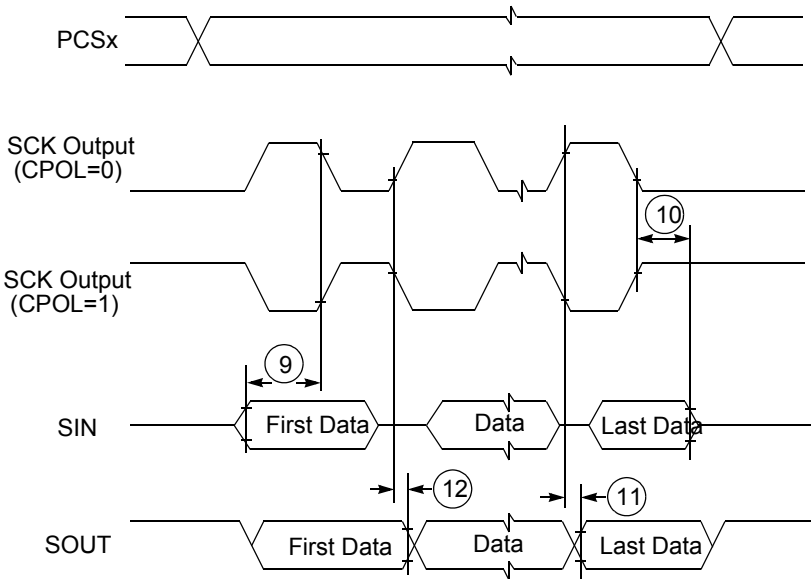 PCSx
SCK Output
(CPOL=0)
10
SCK Output
(CPOL=1)
9
SIN
First Data
Data
Last Data
12
11
SOUT
First Data
Data
Last Data